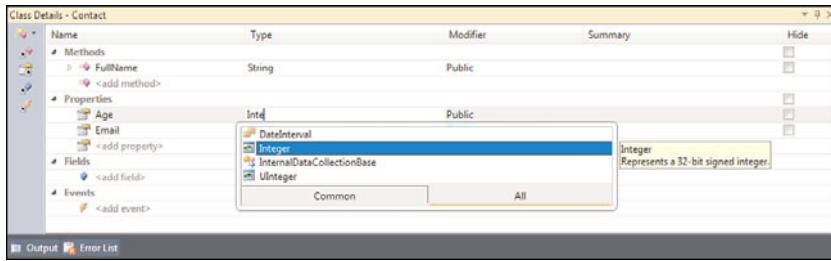 Class Details - Contact
Name Type Modifier Summary Hide
Methods
FullName String Public
<add method>
Properties
Age Inte Public
Email
<add property>
Fields
<add field>
Events
<add event>
DateInterval
Integer
InternalDataCollectionBase
UInteger
Common All
Integer
Represents a 32-bit signed integer.
Output Error List